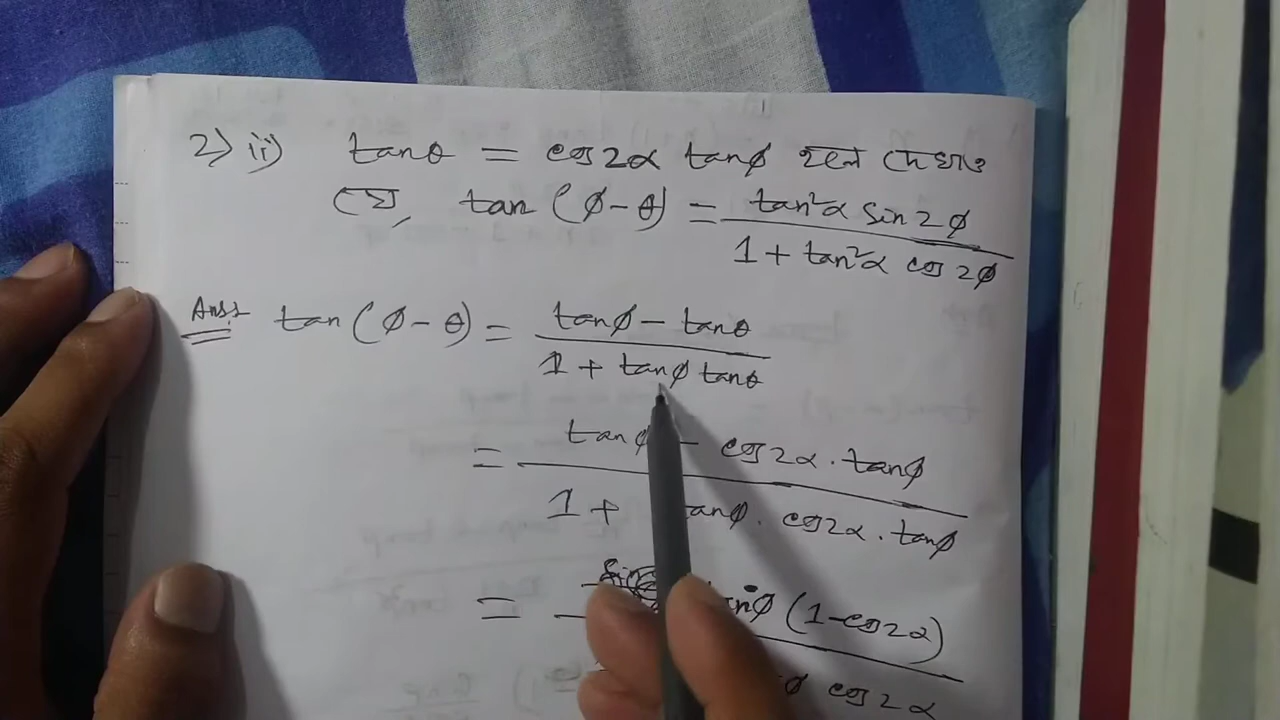 2) ii) tanθ = cos2α tanϕ হলে দেখাও
যে, tan (ϕ-θ) = tan²α sin2ϕ / 1 + tan²α cos2ϕ
Ans: tan(ϕ-θ) = tanϕ - tanθ / 1 + tanϕ tanθ
= tanϕ - cos2α . tanϕ / 1 + tanϕ . cos2α . tanϕ
= tanϕ (1-cos2α) / ϕ cos2α